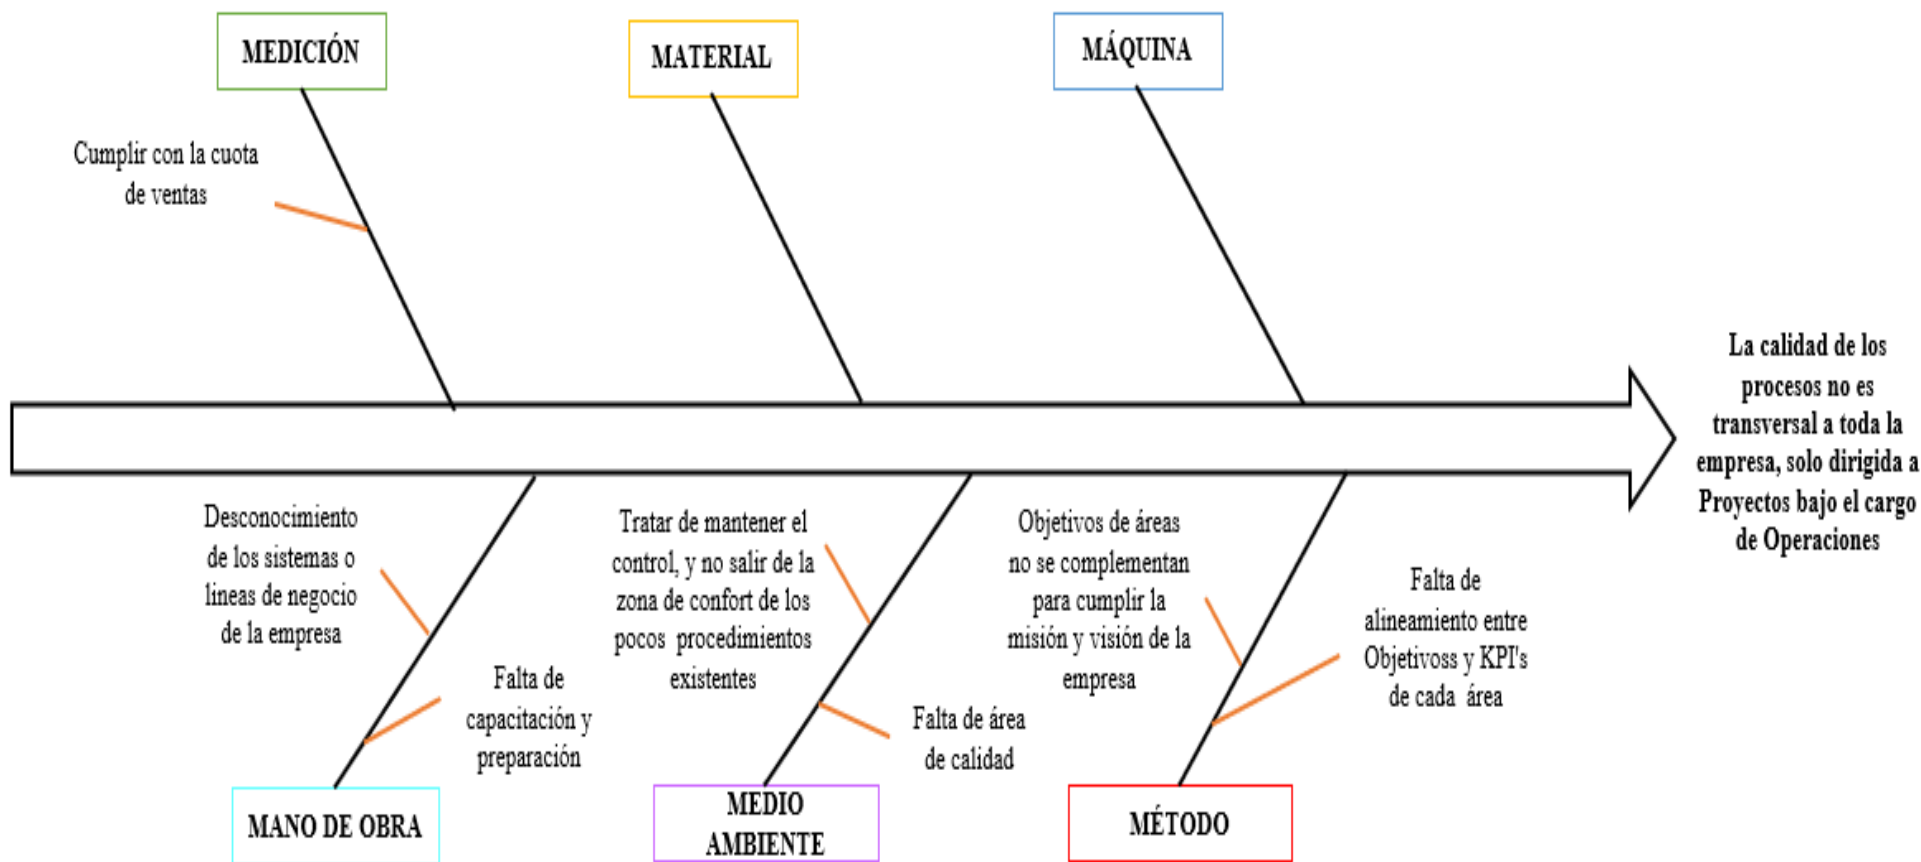 MEDICIÓN
MATERIAL
MÁQUINA
Cumplir con la cuota
de ventas
La calidad de los
procesos no es
transversal a toda la
empresa, solo dirigida a
Proyectos bajo el cargo
de Operaciones
Desconocimiento
de los sistemas o
lineas de negocio
de la empresa
Falta de
capacitación y
preparación
Tratar de mantener el
control, y no salir de la
zona de confort de los
pocos procedimientos
existentes
Falta de área
de calidad
Objetivos de áreas
no se complementan
para cumplir la
misión y visión de la
empresa
Falta de
alineamiento entre
Objetivoss y KPI's
de cada área
MANO DE OBRA
MEDIO
AMBIENTE
MÉTODO